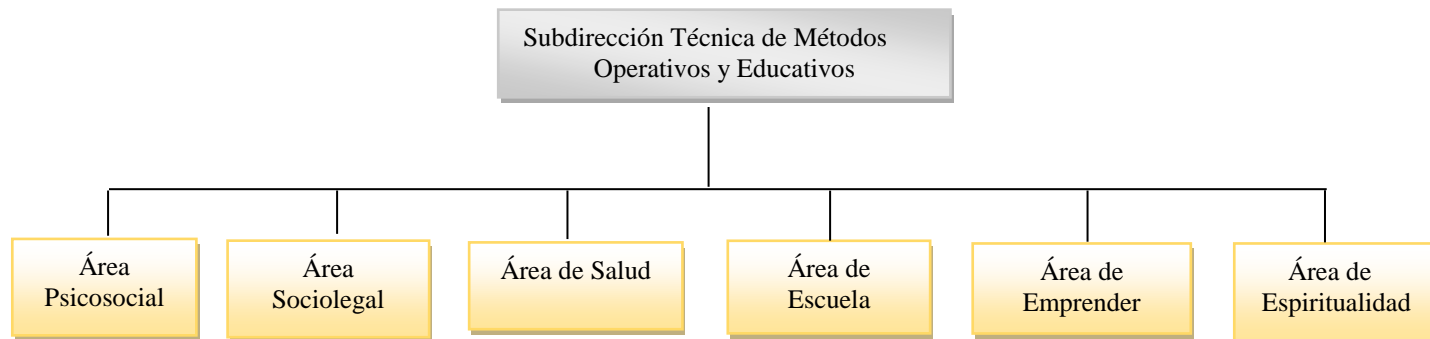 Subdirección Técnica de Métodos
Operativos y Educativos
Área
Psicosocial
Área
Sociolegal
Área de Salud
Área de
Escuela
Área de
Emprender
Área de
Espiritualidad